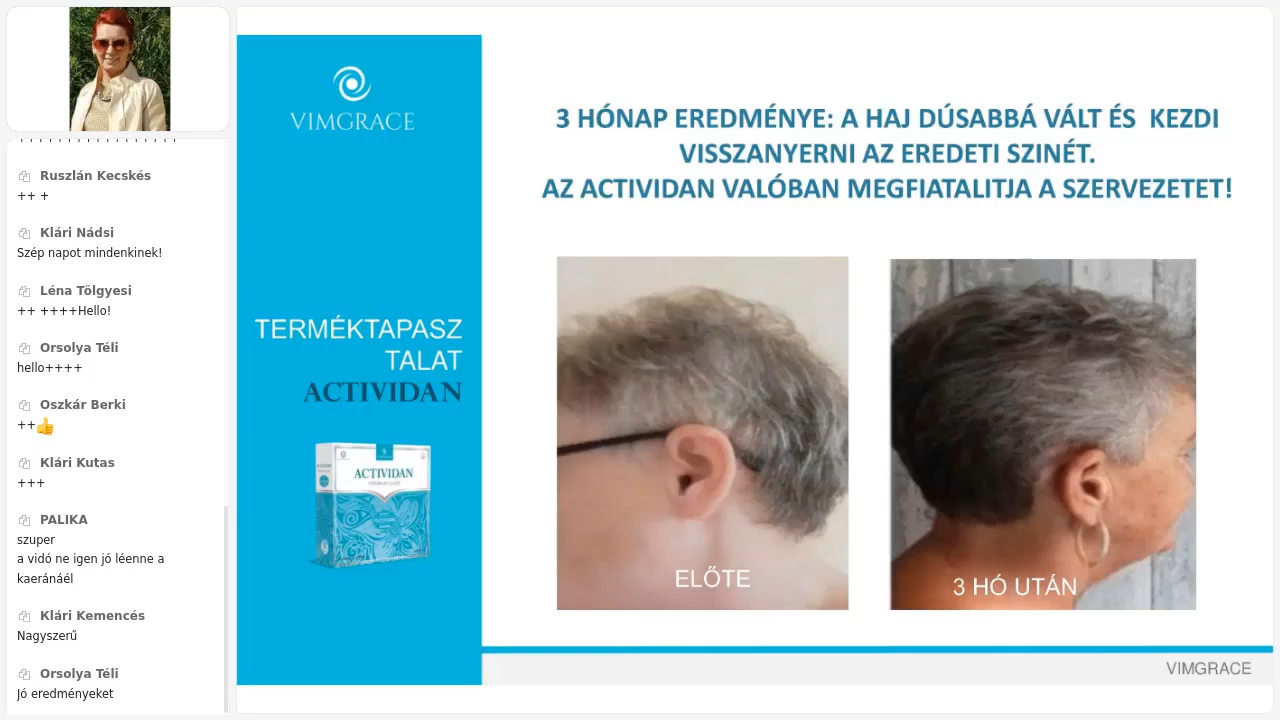 Ruszlán Kecskés
++ +
Klári Nádsi
Szép napot mindenkinek!
Léna Tölgyesi
++ ++++Hello!
Orsolya Téli
hello++++
Oszkár Berki
++👍
Klári Kutas
+++
PALIKA
szuper
a vidó ne igen jó léenne a
kaeránáél
Klári Kemencés
Nagyszerű
Orsolya Téli
Jó eredményeket
VIMGRACE
TERMÉKTAPASZ
TALAT
ACTIVIDAN
ACTIVIDAN
3 HÓNAP EREDMÉNYE: A HAJ DÚSABBÁ VÁLT ÉS  KEZDI
VISSZANYERNI AZ EREDETI SZINÉT.
AZ ACTIVIDAN VALÓBAN MEGFIATALITJA A SZERVEZETET!
ELŐTE
3 HÓ UTÁN
VIMGRACE